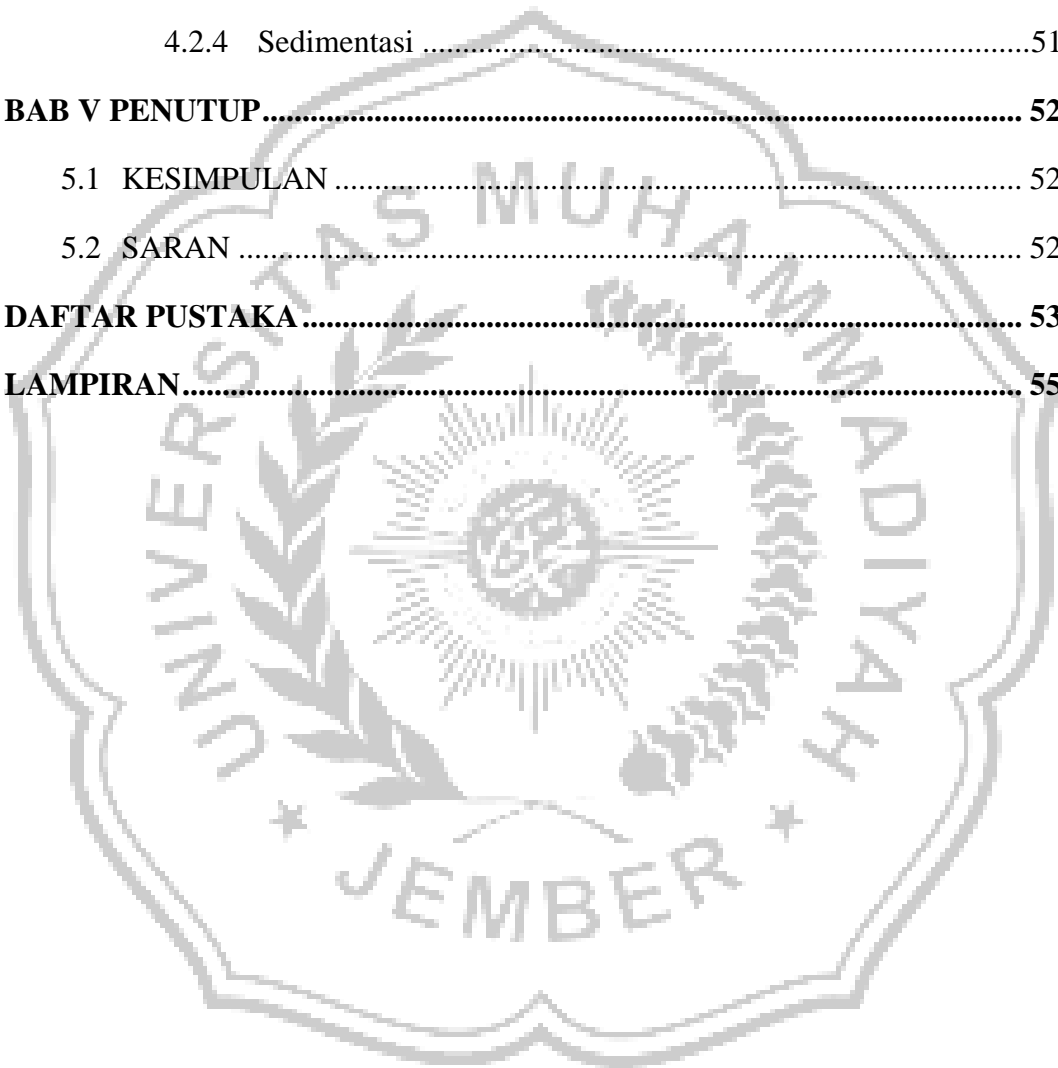 4.2.4 Sedimentasi ........................................................................51
BAB V PENUTUP........................................................................ 52
5.1 KESIMPULAN ........................................................................ 52
5.2 SARAN ........................................................................ 52
DAFTAR PUSTAKA........................................................................ 53
LAMPIRAN........................................................................ 55
UNIVERSITAS MUHAMMADIYAH
JEMBER